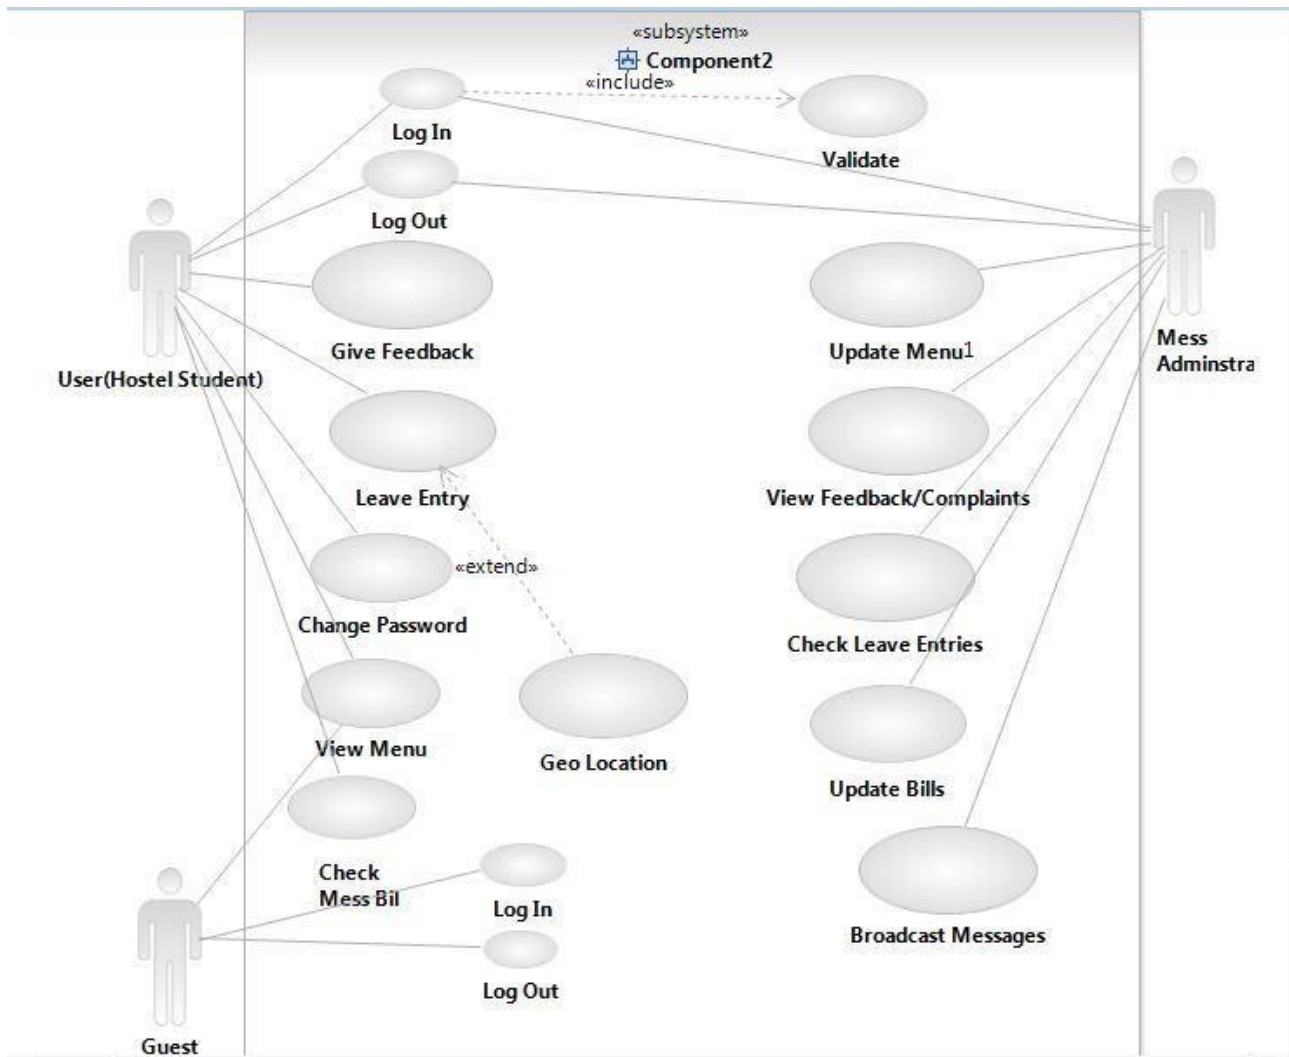 «subsystem»
Component2
«include»
Log In
Validate
Log Out
Give Feedback
Update Menu1
Mess
Adminstra
User(Hostel Student)
Leave Entry
View Feedback/Complaints
«extend»
Change Password
Check Leave Entries
View Menu
Geo Location
Update Bills
Check
Mess Bil
Log In
Broadcast Messages
Log Out
Guest